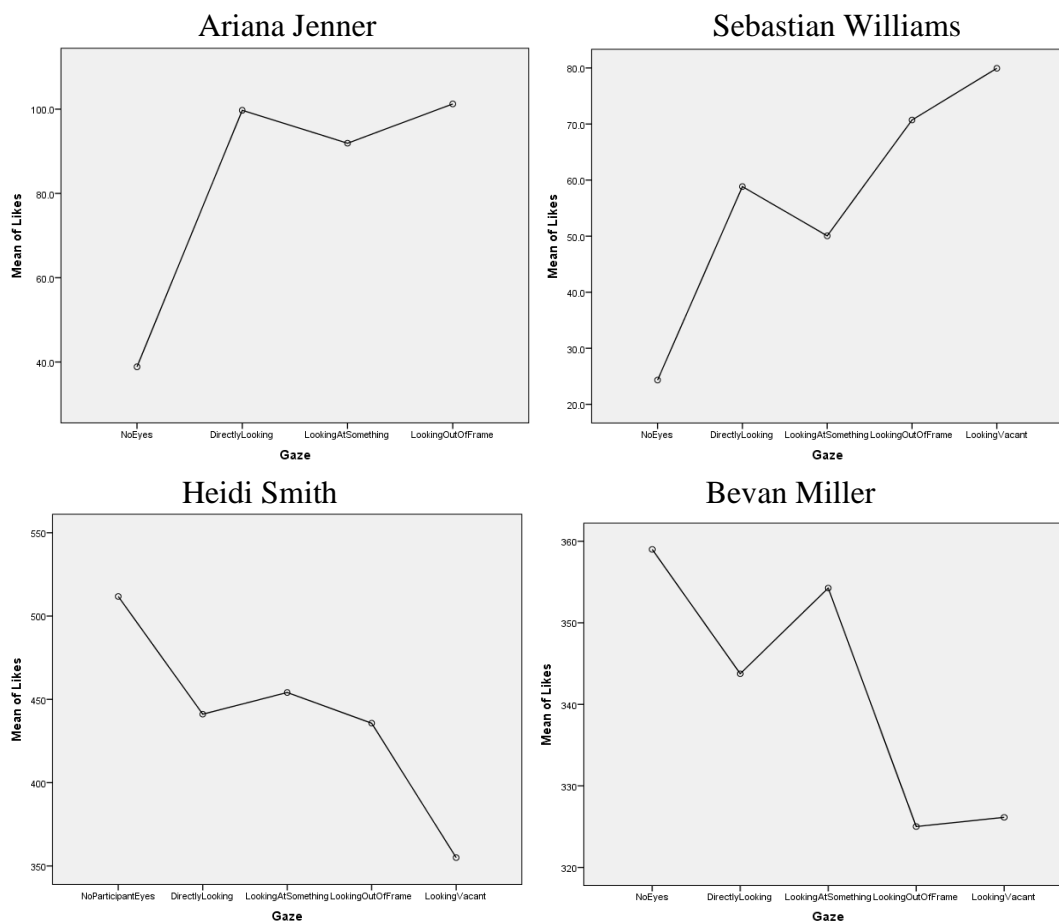 Ariana Jenner
Mean of Likes
100.0
80.0
60.0
40.0
NoEyes
DirectlyLooking
LookingAtSomething
LookingOutOfFrame
Gaze
Sebastian Williams
Mean of Likes
80.0
70.0
60.0
50.0
40.0
30.0
20.0
NoEyes
DirectlyLooking
LookingAtSomething
LookingOutOfFrame
LookingVacant
Gaze
Heidi Smith
Mean of Likes
550
500
450
400
350
NoParticipantEyes
DirectlyLooking
LookingAtSomething
LookingOutOfFrame
LookingVacant
Gaze
Bevan Miller
Mean of Likes
360
350
340
330
320
NoEyes
DirectlyLooking
LookingAtSomething
LookingOutOfFrame
LookingVacant
Gaze